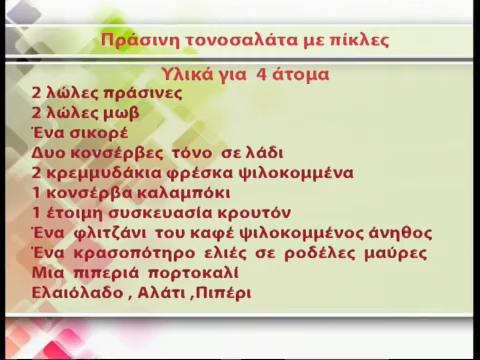 Πράσινη τονοσαλάτα με πίκλες
Υλικά για 4 άτομα
2 λώλες πράσινες
2 λώλες μωβ
Ένα σικορέ
Δυο κονσέρβες τόνο σε λάδι
2 κρεμμυδάκια φρέσκα ψιλοκομμένα
1 κονσέρβα καλαμπόκι
1 έτοιμη συσκευασία κρουτόν
Ένα φλιτζάνι του καφέ ψιλοκομμένος άνηθος
Ένα κρασοπότηρο ελιές σε ροδέλες μαύρες
Μια πιπεριά πορτοκαλί
Ελαιόλαδο , Αλάτι ,Πιπέρι